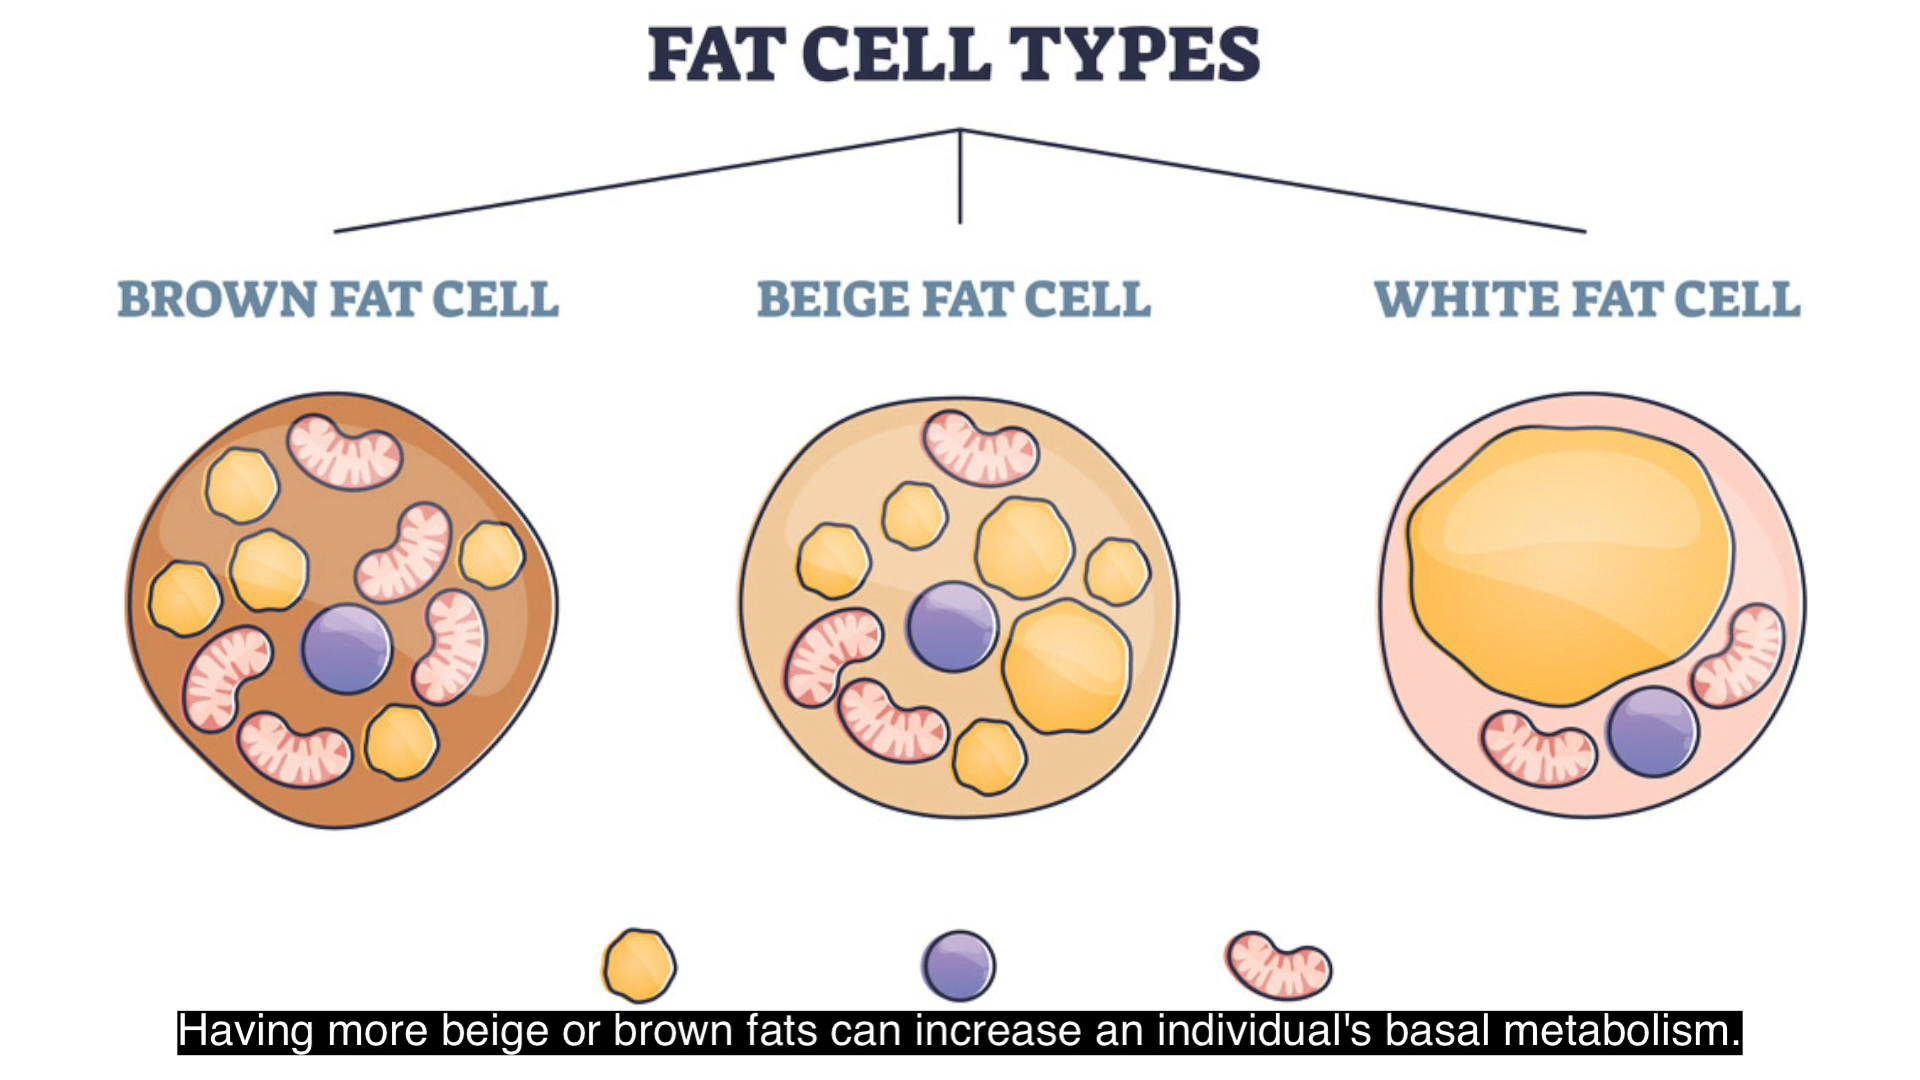 FAT CELL TYPES
BROWN FAT CELL
BEIGE FAT CELL
WHITE FAT CELL
Having more beige or brown fats can increase an individual's basal metabolism.